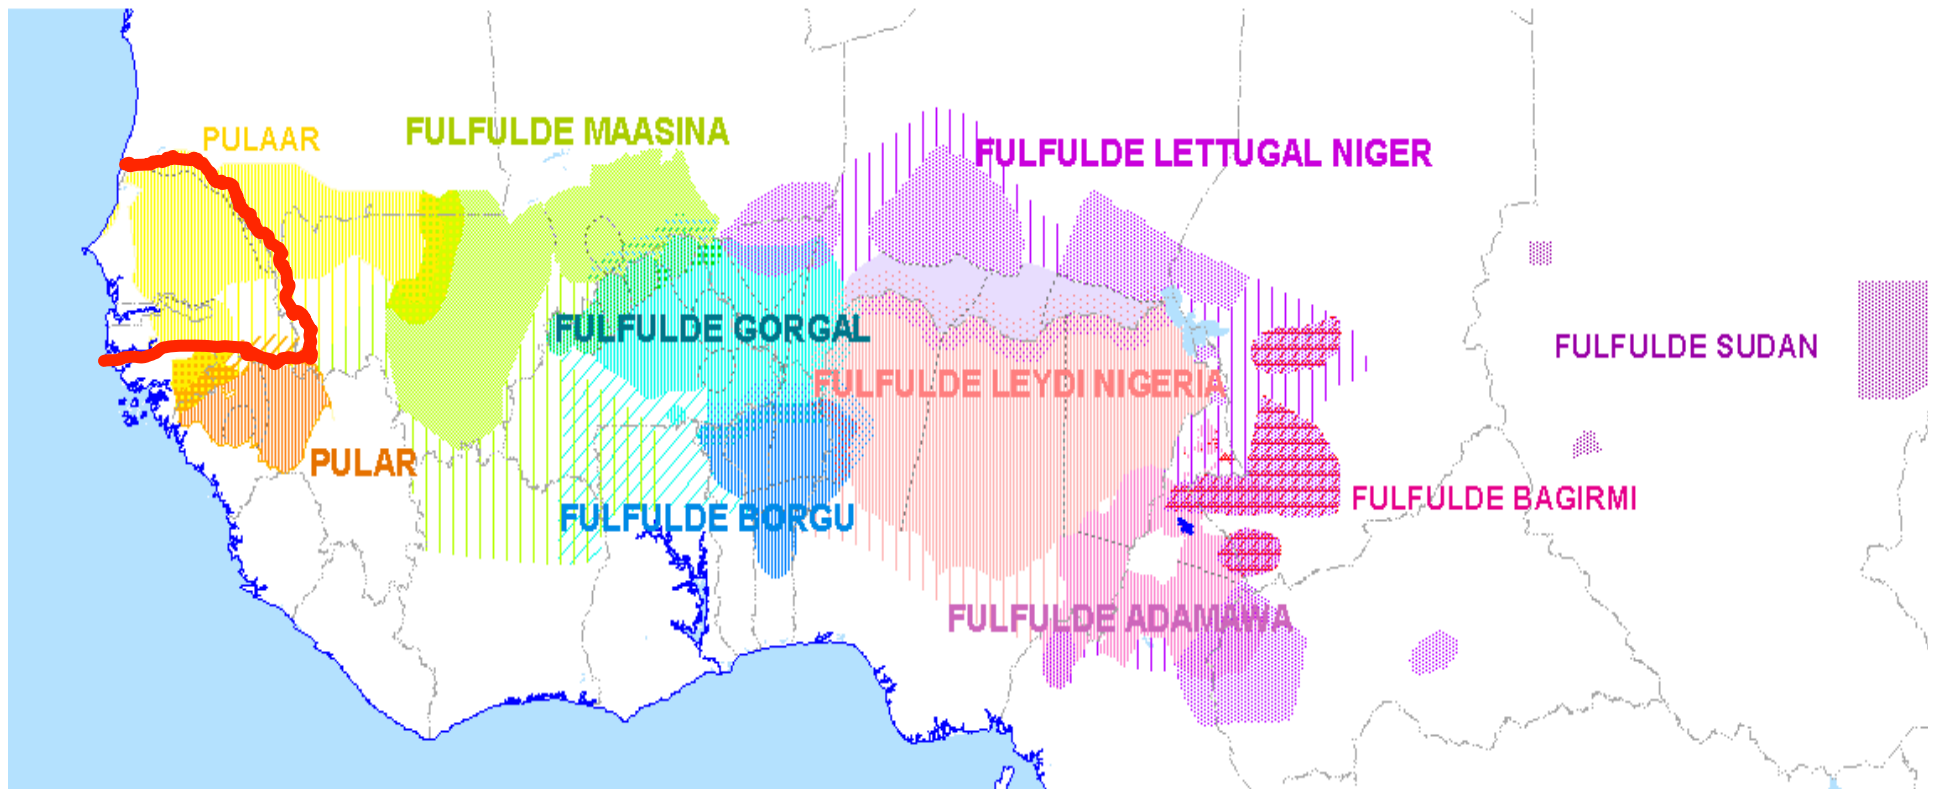 PULAAR
FULFULDE MAASINA
FULFULDE LETTUGAL NIGER
FULFULDE GORGAL
FULFULDE SUDAN
FULFULDE LEYDI NIGERIA
PULAR
FULFULDE BAGIRMI
FULFULDE BORGU
FULFULDE ADAMAWA